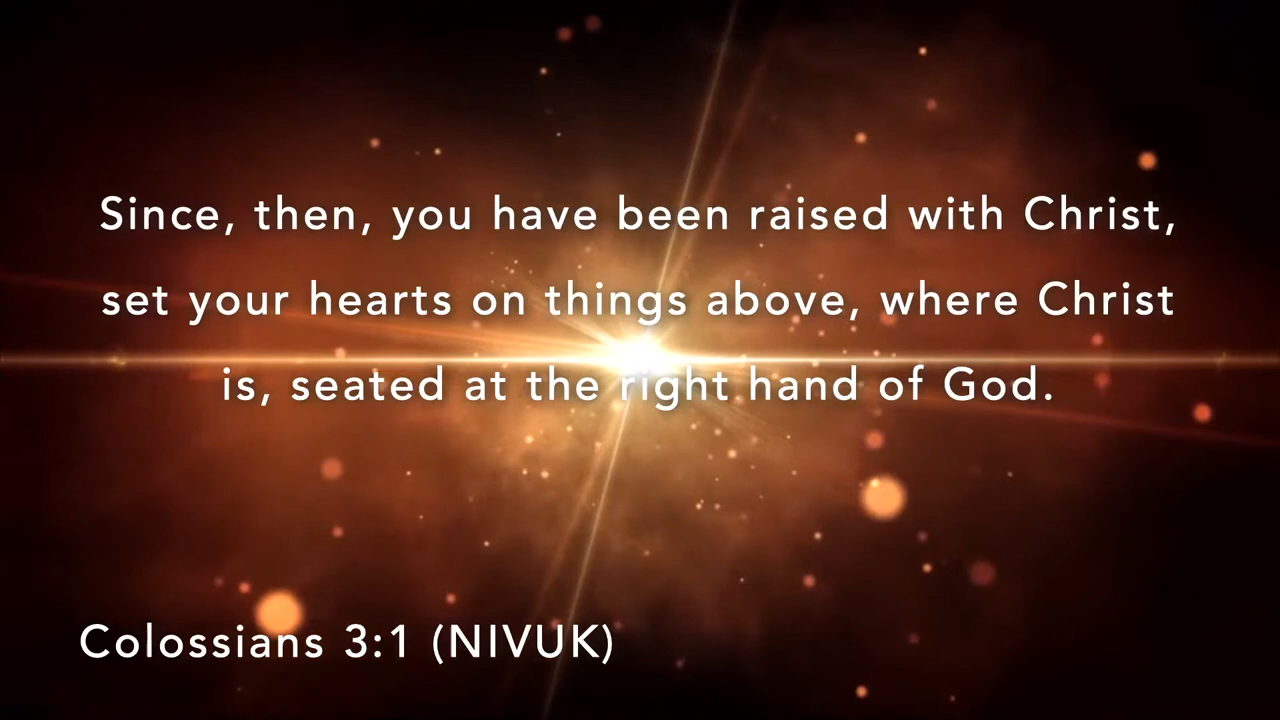 Since, then, you have been raised with Christ,
set your hearts on things above, where Christ
is, seated at the right hand of God.
Colossians 3:1 (NIVUK)